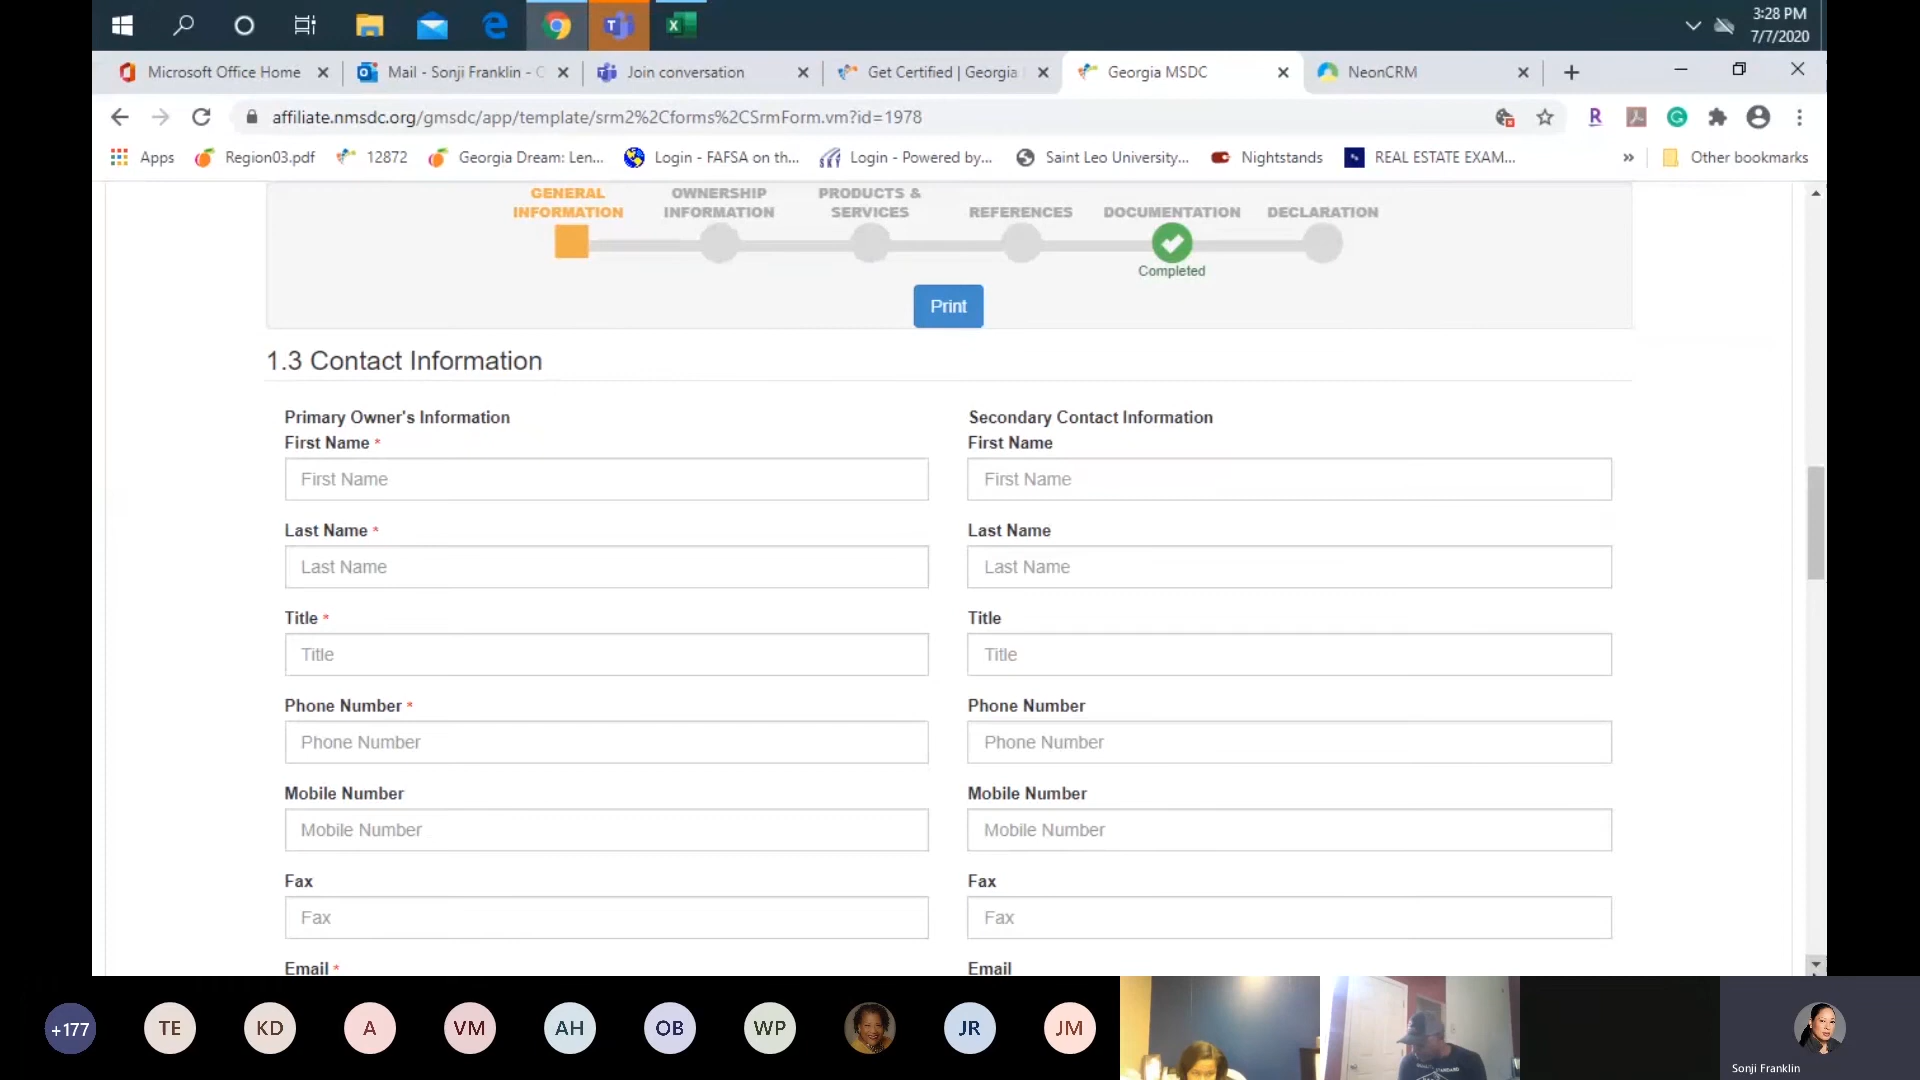 3:28 PM
7/7/2020
Microsoft Office Home
Mail - Sonji Franklin - C
Join conversation
Get Certified | Georgia
Georgia MSDC
NeonCRM
affiliate.nmsdc.org/gmsdc/app/template/srm2%2Cforms%2CSrmForm.vm?id=1978
Apps
Region03.pdf
12872
Georgia Dream: Len...
Login - FAFSA on th...
Login - Powered by...
Saint Leo University...
Nightstands
REAL ESTATE EXAM...
»
Other bookmarks
GENERAL INFORMATION
OWNERSHIP INFORMATION
PRODUCTS & SERVICES
REFERENCES
DOCUMENTATION
DECLARATION
Completed
Print
1.3 Contact Information
Primary Owner's Information
First Name *
First Name
Last Name *
Last Name
Title *
Title
Phone Number *
Phone Number
Mobile Number
Mobile Number
Fax
Fax
Email *
Secondary Contact Information
First Name
First Name
Last Name
Last Name
Title
Title
Phone Number
Phone Number
Mobile Number
Mobile Number
Fax
Fax
Email
+177
TE
KD
A
VM
AH
OB
WP
JR
JM
Sonji Franklin